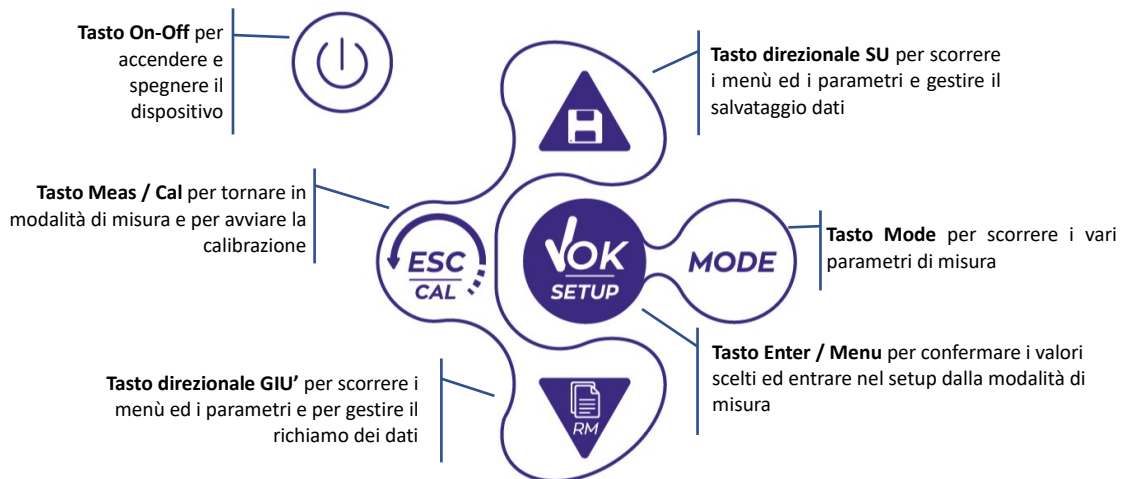 Tasto On-Off per
accendere e
spegnere il
dispositivo
Tasto direzionale SU per scorrere
i menù ed i parametri e gestire il
salvataggio dati
Tasto Meas / Cal per tornare in
modalità di misura e per avviare la
calibrazione
ESC
CAL
OK
SETUP
MODE
Tasto Mode per scorrere i vari
parametri di misura
Tasto Enter / Menu per confermare i valori
scelti ed entrare nel setup dalla modalità di
misura
Tasto direzionale GIU’ per scorrere i
menù ed i parametri e per gestire il
richiamo dei dati
RM